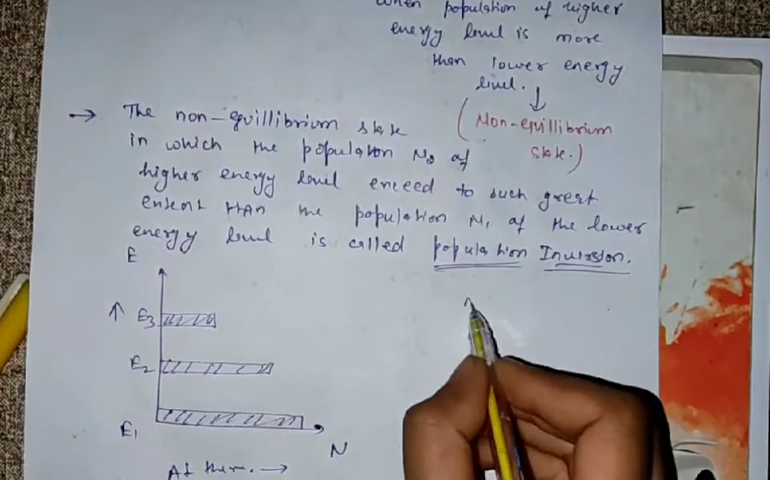 when population of higher
energy level is more
than lower energy
level.
(Non-equillibrium
state.)
→ The non-equillibrium state
in which the population N2 of
higher energy level exceed to such great
extent than the population N1 of the lower
energy level is called population Inversion.
E
↑ E3
E2
E1
N
At them. →